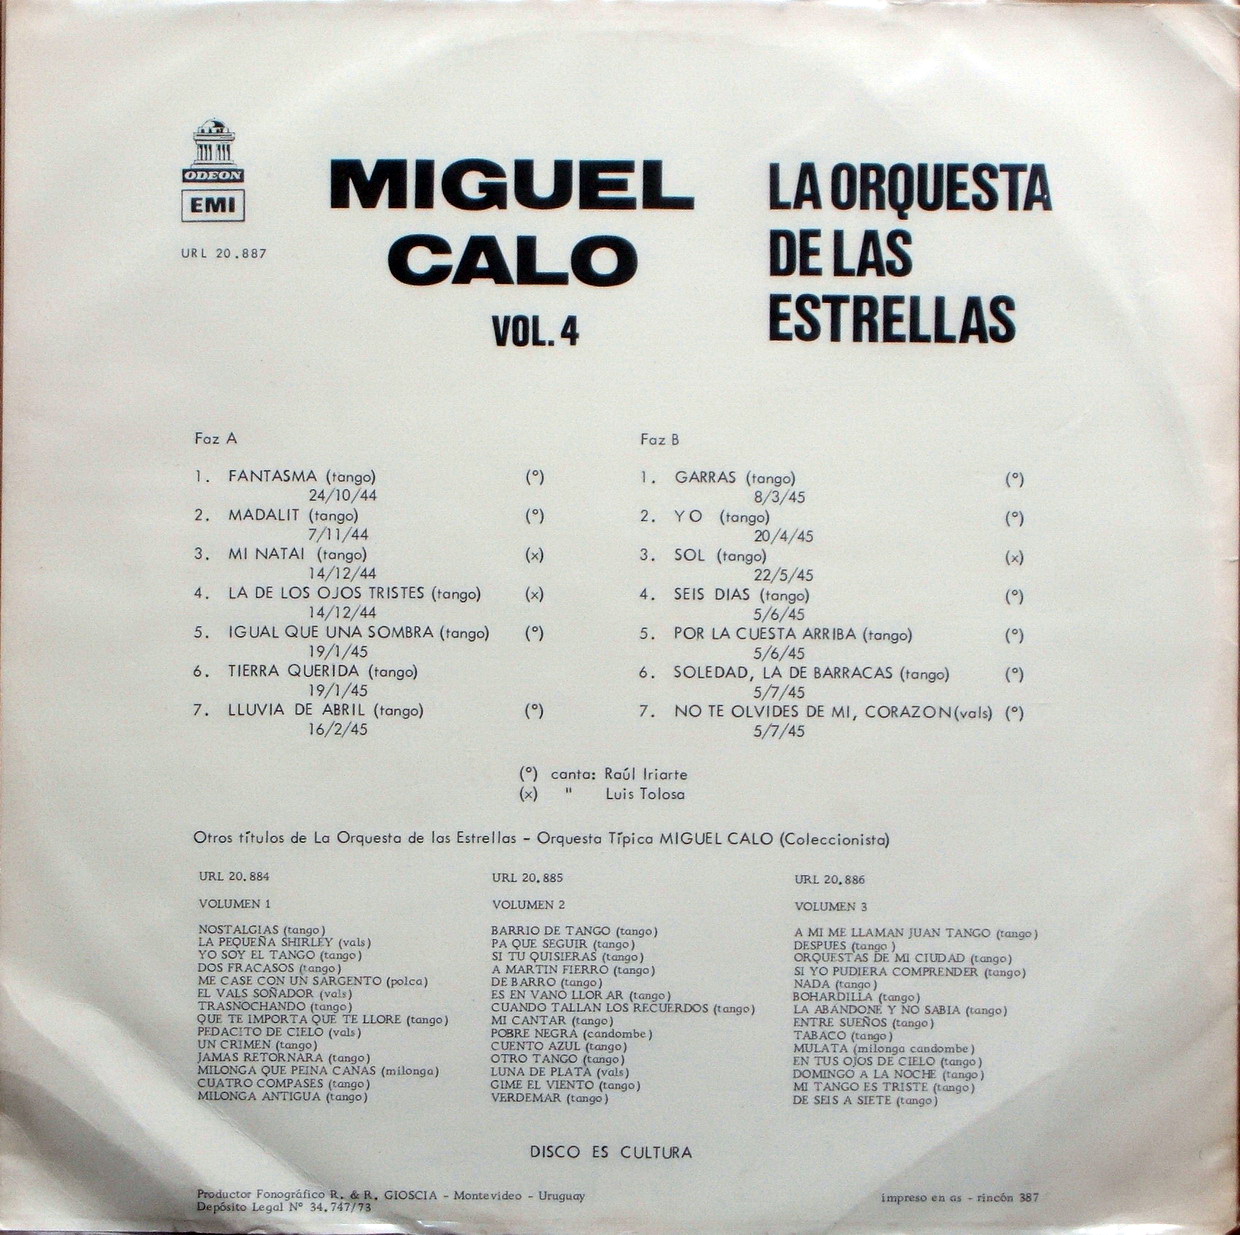 ODEON
EMI
URL 20.887
MIGUEL
CALO
VOL. 4
LA ORQUESTA
DE LAS
ESTRELLAS
Faz A
1. FANTASMA (tango) (°)
24/10/44
2. MADALIT (tango) (°)
7/11/44
3. MI NATAI (tango) (x)
14/12/44
4. LA DE LOS OJOS TRISTES (tango) (x)
14/12/44
5. IGUAL QUE UNA SOMBRA (tango) (°)
19/1/45
6. TIERRA QUERIDA (tango)
19/1/45
7. LLUVIA DE ABRIL (tango) (°)
16/2/45
Faz B
1. GARRAS (tango) (°)
8/3/45
2. YO (tango) (°)
20/4/45
3. SOL (tango) (x)
22/5/45
4. SEIS DIAS (tango) (°)
5/6/45
5. POR LA CUESTA ARRIBA (tango) (°)
5/6/45
6. SOLEDAD, LA DE BARRACAS (tango) (°)
5/7/45
7. NO TE OLVIDES DE MI, CORAZON(vals) (°)
5/7/45
(°) canta: Raúl Iriarte
(x) " Luis Tolosa
Otros títulos de La Orquesta de las Estrellas - Orquesta Típica MIGUEL CALO (Coleccionista)
URL 20.884
VOLUMEN 1
NOSTALGIAS (tango)
LA PEQUEÑA SHIRLEY (vals)
YO SOY EL TANGO (tango)
DOS FRACASOS (tango)
ME CASE CON UN SARGENTO (polca)
EL VALS SOÑADOR (vals)
TRASNOCHANDO (tango)
QUE TE IMPORTA QUE TE LLORE (tango)
PEDACITO DE CIELO (vals)
UN CRIMEN (tango)
JAMAS RETORNARA (tango)
MILONGA QUE PEINA CANAS (milonga)
CUATRO COMPASES (tango)
MILONGA ANTIGUA (tango)
URL 20.885
VOLUMEN 2
BARRIO DE TANGO (tango)
PA QUE SEGUIR (tango)
SI TU QUISIERAS (tango)
A MARTIN FIERRO (tango)
DE BARRO (tango)
ES EN VANO LLORAR (tango)
CUANDO TALLAN LOS RECUERDOS (tango)
MI CANTAR (tango)
POBRE NEGRA (candombe)
CUENTO AZUL (tango)
OTRO TANGO (tango)
LUNA DE PLATA (vals)
GIME EL VIENTO (tango)
VERDEMAR (tango)
URL 20.886
VOLUMEN 3
A MI ME LLAMAN JUAN TANGO (tango)
DESPUES (tango )
ORQUESTAS DE MI CIUDAD (tango)
SI YO PUDIERA COMPRENDER (tango)
NADA (tango)
BOHARDILLA (tango)
LA ABANDONE Y NO SABIA (tango)
ENTRE SUEÑOS (tango)
TABACO (tango)
MULATA (milonga candombe)
EN TUS OJOS DE CIELO (tango)
DOMINGO A LA NOCHE (tango)
MI TANGO ES TRISTE (tango)
DE SEIS A SIETE (tango)
DISCO ES CULTURA
Productor Fonográfico R. & R. GIOSCIA - Montevideo - Uruguay
Depósito Legal N° 34.747/73
impreso en as - rincón 387